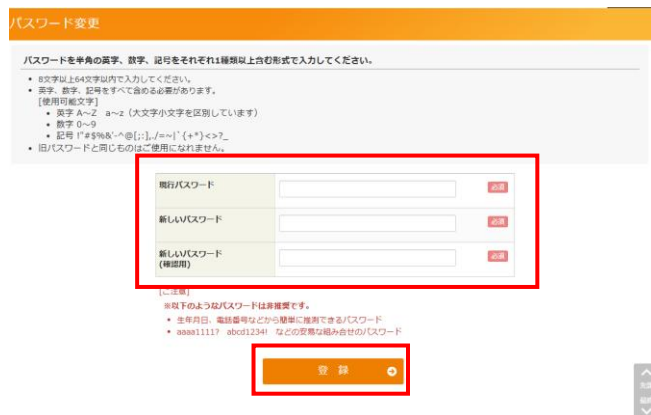 パスワード変更
パスワードを半角の英字、数字、記号をそれぞれ1種類以上含む形式で入力してください。
• 8文字以上64文字以内で入力してください。
• 英字、数字、記号をすべて含める必要があります。
[使用可能文字]
• 英字 A～Z a～z（大文字小文字を区別しています）
• 数字 0～9
• 記号 !"#$%&'-^@[;:],./=~|`{+*}<>?_
• 旧パスワードと同じものはご使用になれません。
現行パスワード
必須
新しいパスワード
必須
新しいパスワード
(確認用)
必須
[ご注意]
※以下のようなパスワードは非推奨です。
• 生年月日、電話番号などから簡単に推測できるパスワード
• aaaa1111? abcd1234! などの安易な組み合せのパスワード
登 録